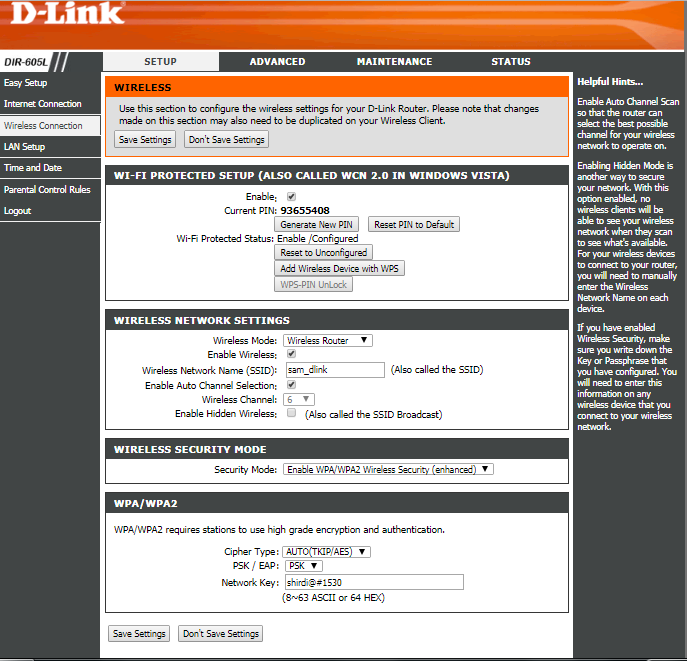 D-Link
DIR-605L
SETUP
ADVANCED
MAINTENANCE
STATUS
Easy Setup
Internet Connection
Wireless Connection
LAN Setup
Time and Date
Parental Control Rules
Logout
WIRELESS
Use this section to configure the wireless settings for your D-Link Router. Please note that changes
made on this section may also need to be duplicated on your Wireless Client.
Save Settings Don't Save Settings
WI-FI PROTECTED SETUP (ALSO CALLED WCN 2.0 IN WINDOWS VISTA)
Enable:
Current PIN: 93655408
Generate New PIN Reset PIN to Default
Wi-Fi Protected Status: Enable /Configured
Reset to Unconfigured
Add Wireless Device with WPS
WPS-PIN UnLock
WIRELESS NETWORK SETTINGS
Wireless Mode: Wireless Router
Enable Wireless:
Wireless Network Name (SSID): sam_dlink (Also called the SSID)
Enable Auto Channel Selection:
Wireless Channel: 6
Enable Hidden Wireless: (Also called the SSID Broadcast)
WIRELESS SECURITY MODE
Security Mode: Enable WPA/WPA2 Wireless Security (enhanced)
WPA/WPA2
WPA/WPA2 requires stations to use high grade encryption and authentication.
Cipher Type: AUTO(TKIP/AES)
PSK / EAP: PSK
Network Key: shirdi@#1530
(8~63 ASCII or 64 HEX)
Save Settings Don't Save Settings
Helpful Hints...
Enable Auto Channel Scan
so that the router can
select the best possible
channel for your wireless
network to operate on.
Enabling Hidden Mode is
another way to secure
your network. With this
option enabled, no
wireless clients will be
able to see your wireless
network when they scan
to see what's available.
For your wireless devices
to connect to your router,
you will need to manually
enter the Wireless
Network Name on each
device.
If you have enabled
Wireless Security, make
sure you write down the
Key or Passphrase that
you have configured. You
will need to enter this
information on any
wireless device that you
connect to your wireless
network.